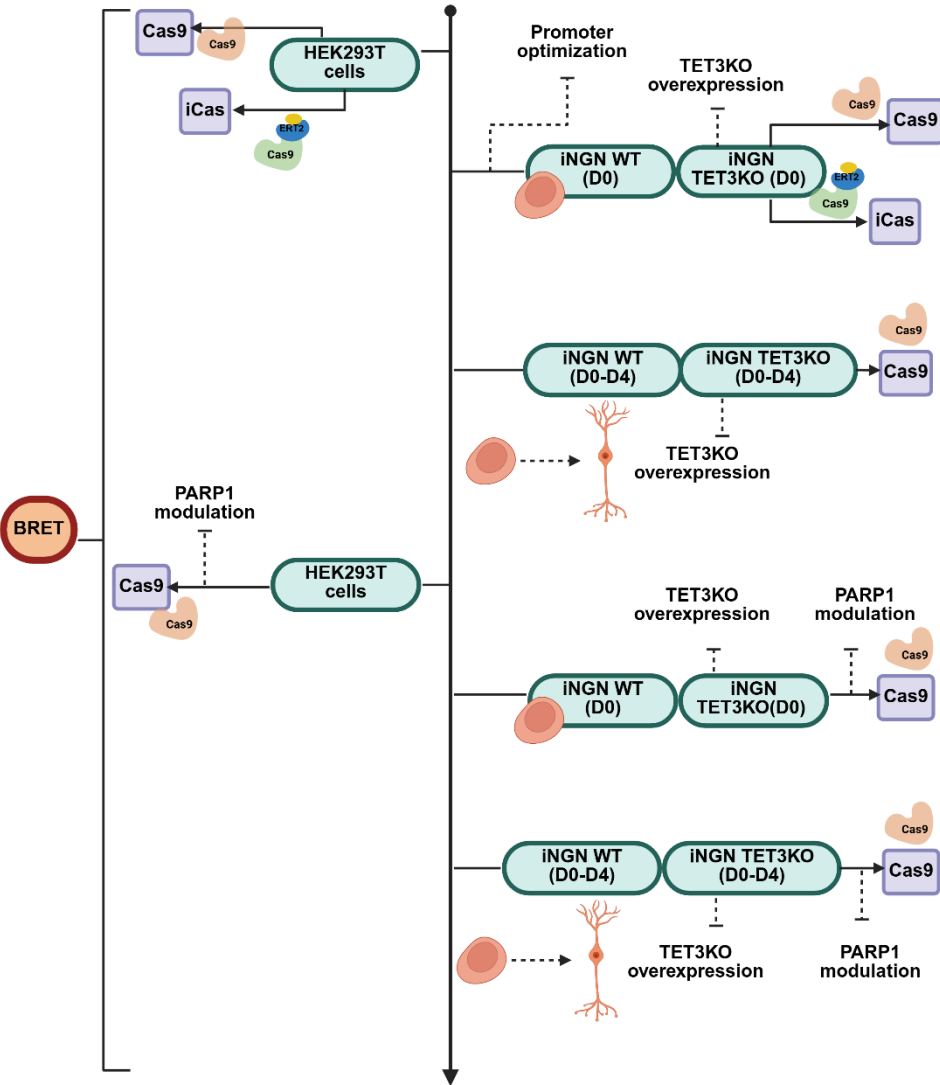 Cas9
Cas9
HEK293T
cells
iCas
ERT2
Cas9
Promoter
optimization
TET3KO
overexpression
Cas9
Cas9
iNGN WT
(D0)
iNGN
TET3KO (D0)
ERT2
Cas9
iCas
Cas9
iNGN WT
(D0-D4)
iNGN TET3KO
(D0-D4)
Cas9
TET3KO
overexpression
BRET
PARP1
modulation
HEK293T
cells
Cas9
Cas9
TET3KO
overexpression
PARP1
modulation
Cas9
iNGN WT
(D0)
iNGN
TET3KO(D0)
Cas9
Cas9
iNGN WT
(D0-D4)
iNGN TET3KO
(D0-D4)
Cas9
TET3KO
overexpression
PARP1
modulation